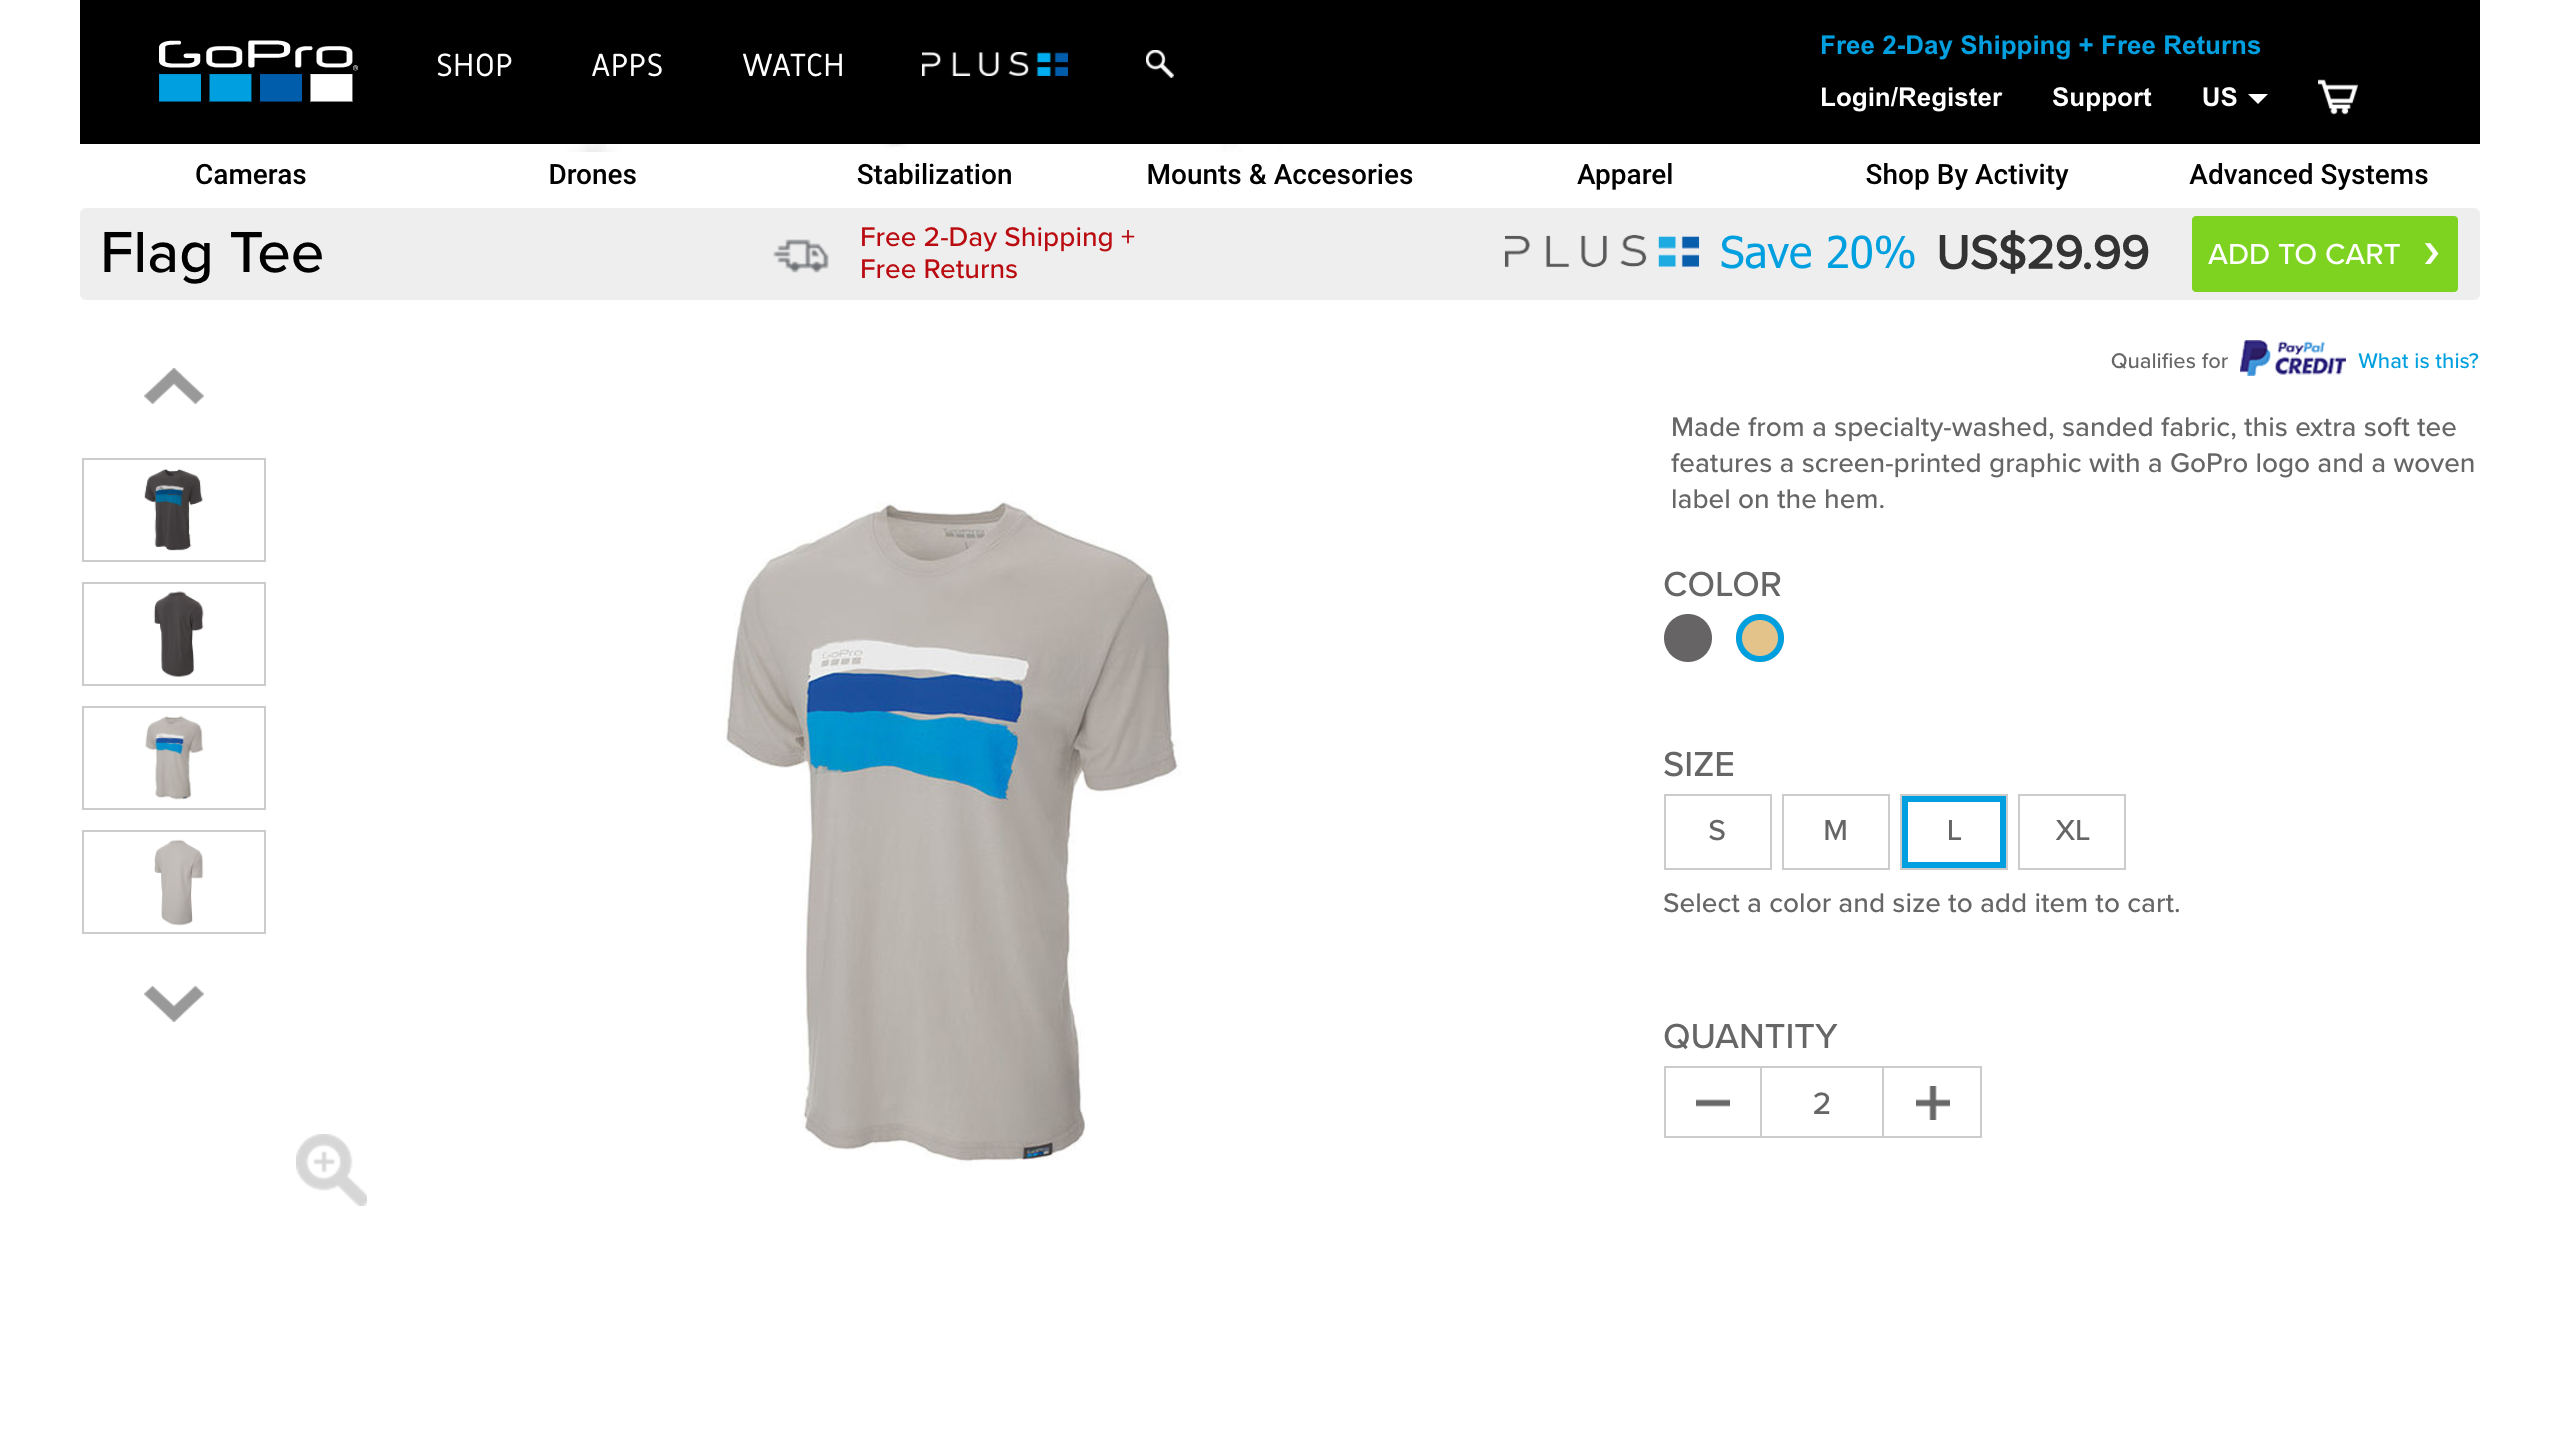 GoPro
SHOP
APPS
WATCH
PLUS
Free 2-Day Shipping + Free Returns
Login/Register
Support
US
Cameras
Drones
Stabilization
Mounts & Accesories
Apparel
Shop By Activity
Advanced Systems
Flag Tee
Free 2-Day Shipping +
Free Returns
PLUS
Save 20%
US$29.99
ADD TO CART
Qualifies for
PayPal
CREDIT
What is this?
Made from a specialty-washed, sanded fabric, this extra soft tee
features a screen-printed graphic with a GoPro logo and a woven
label on the hem.
COLOR
GoPro
GoPro
SIZE
S
M
L
XL
Select a color and size to add item to cart.
QUANTITY
2
GoPro